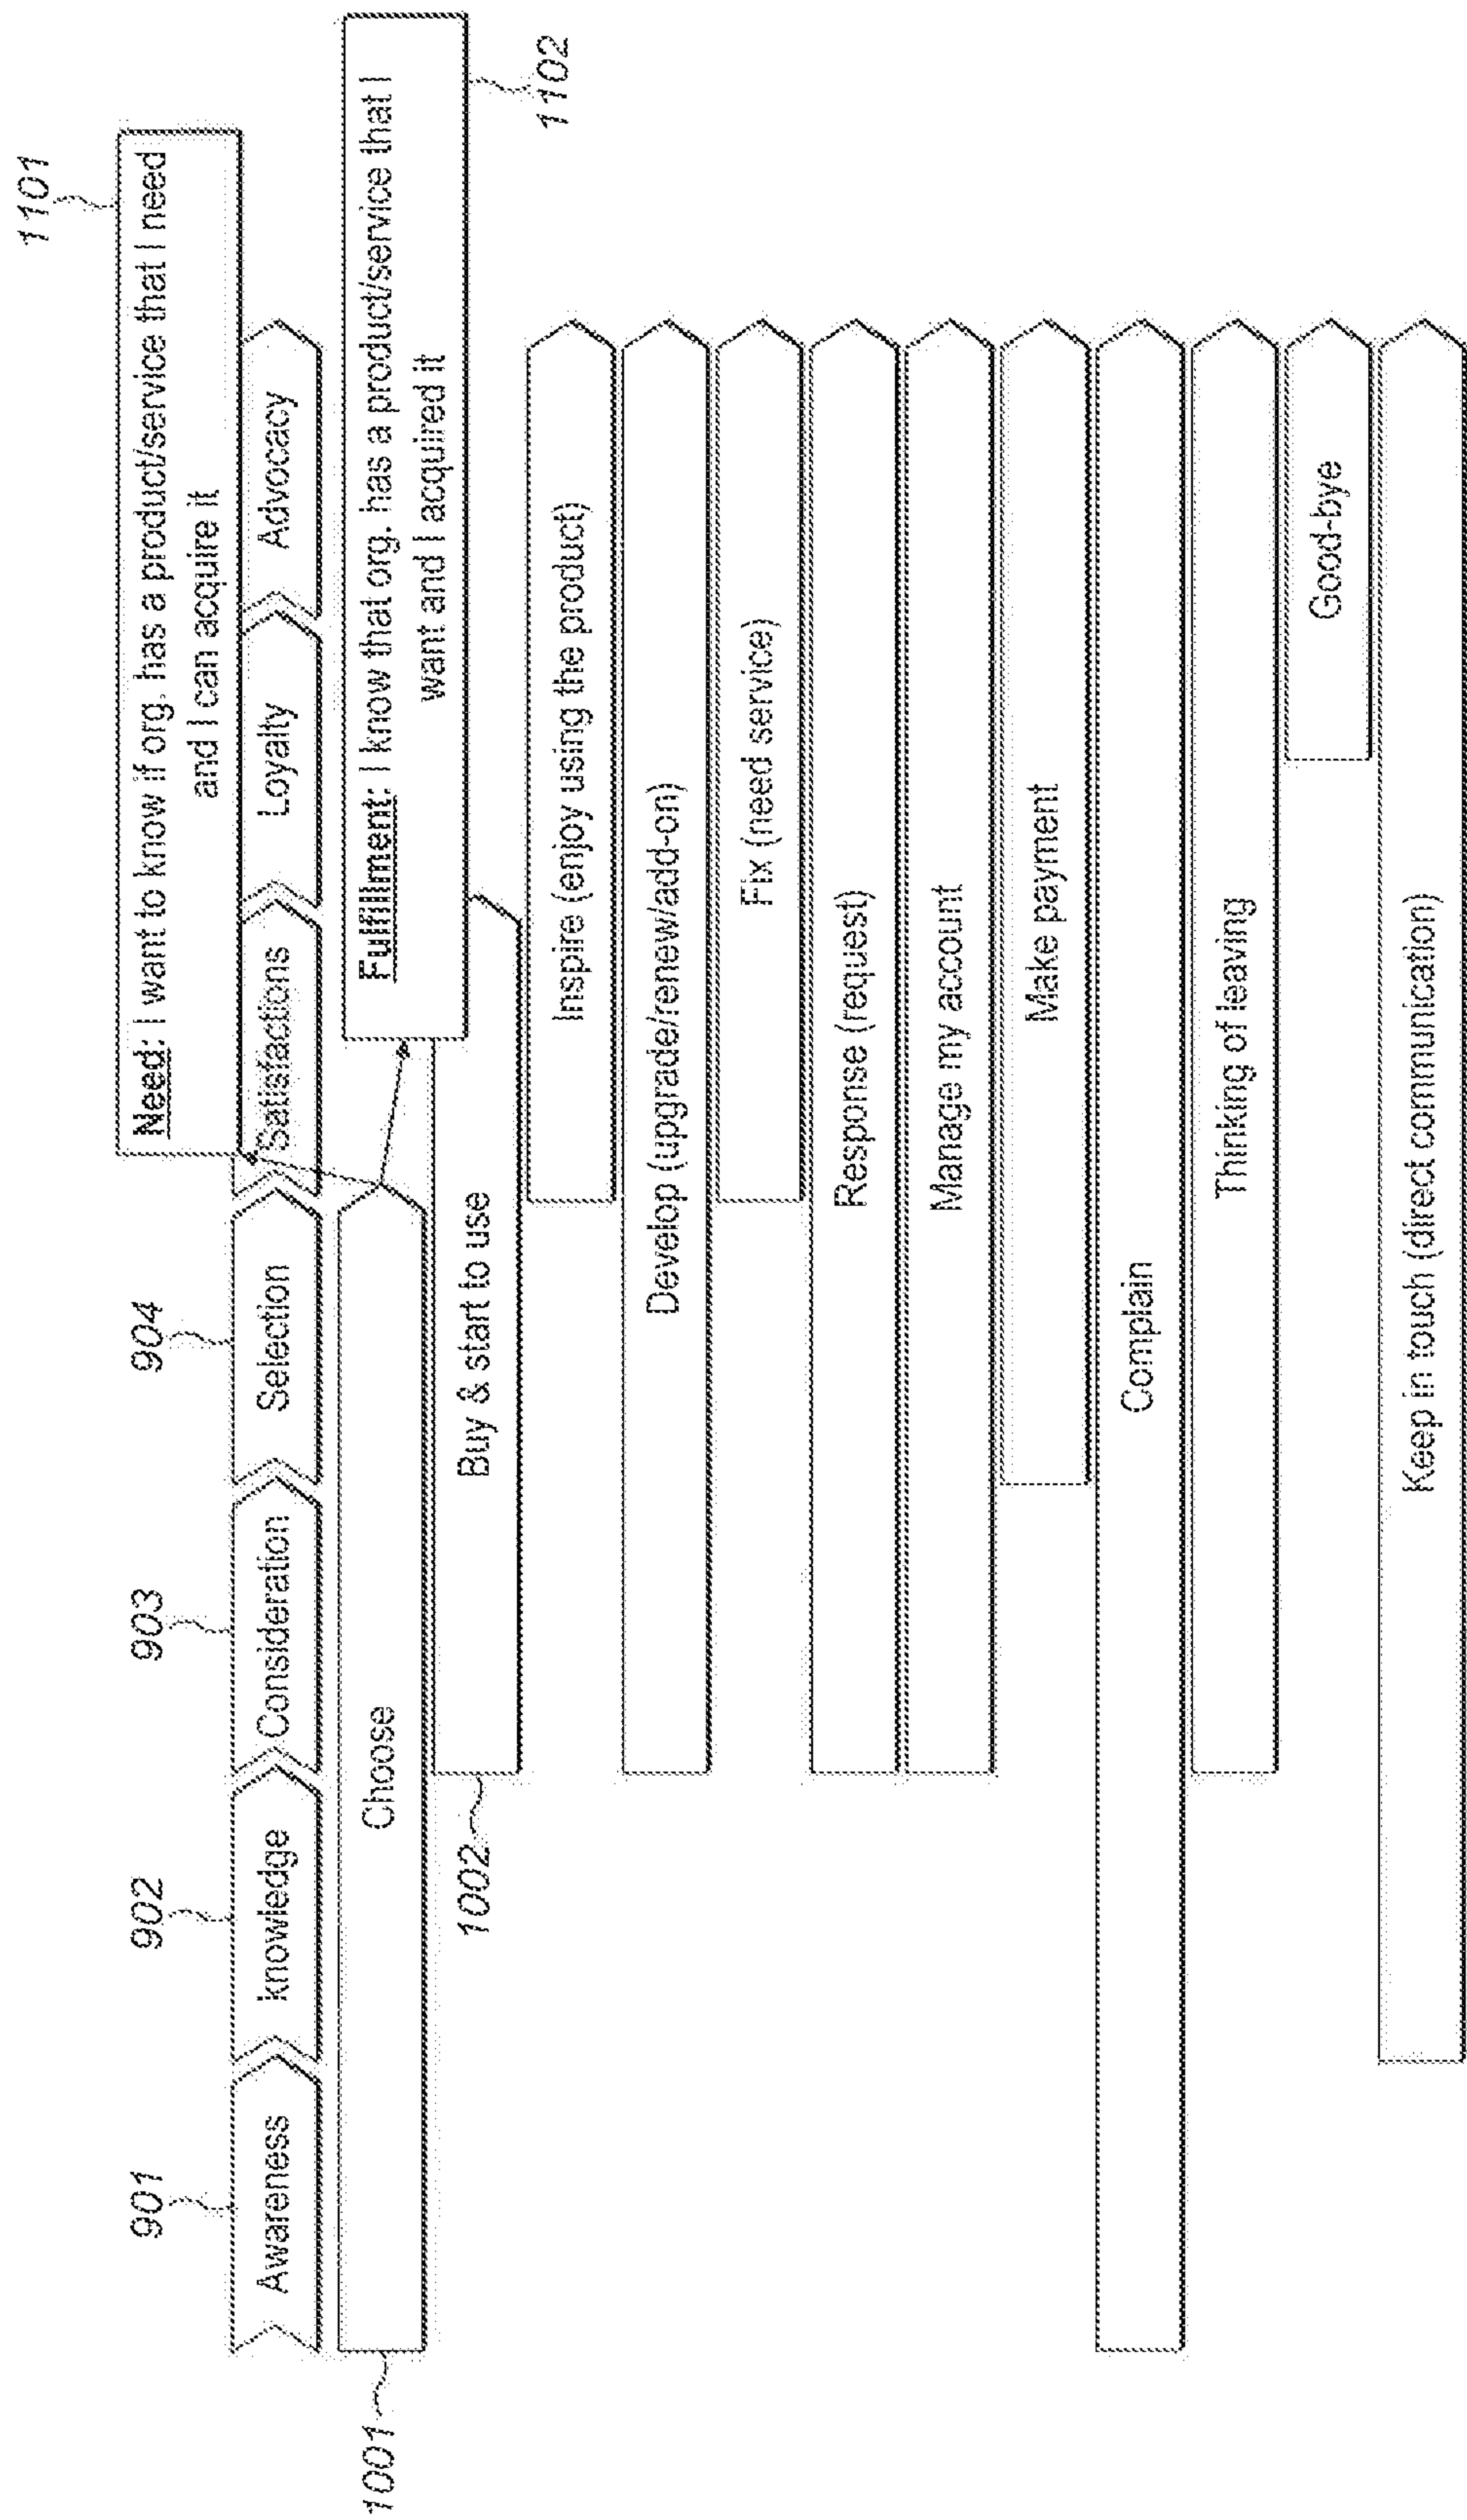 1101
Need: I want to know if org. has a product/service that I need
and I can acquire it
901
902
903
904
Awareness
knowledge
Consideration
Selection
Satisfactions
Loyalty
Advocacy
1001
Choose
Fulfillment: I know that org. has a product/service that I
want and I acquired it
1102
1002
Buy & start to use
Inspire (enjoy using the product)
Develop (upgrade/renew/add-on)
Fix (need service)
Response (request)
Manage my account
Make payment
Complain
Thinking of leaving
Good-bye
Keep in touch (direct communication)